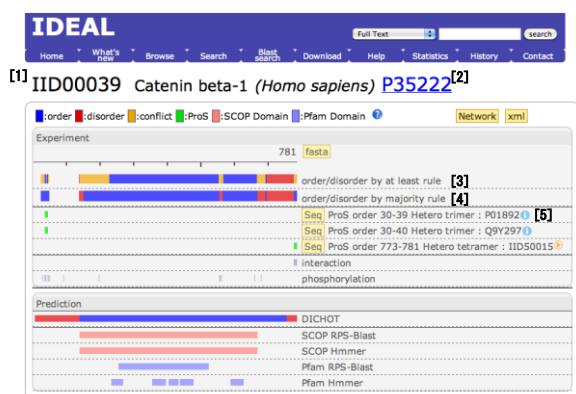 IDEAL
Full Text search
Home What's new Browse Search Blast search Download Help Statistics History Contact
[1] IID00039 Catenin beta-1 (Homo sapiens) P35222 [2]
:order :disorder :conflict :ProS :SCOP Domain :Pfam Domain ? Network xml
Experiment
781 fasta
order/disorder by at least rule [3]
order/disorder by majority rule [4]
Seq ProS order 30-39 Hetero trimer : P01892 [5]
Seq ProS order 30-40 Hetero trimer : Q9Y297
Seq ProS order 773-781 Hetero tetramer : IID50015
interaction
phosphorylation
Prediction
DICHOT
SCOP RPS-Blast
SCOP Hmmer
Pfam RPS-Blast
Pfam Hmmer